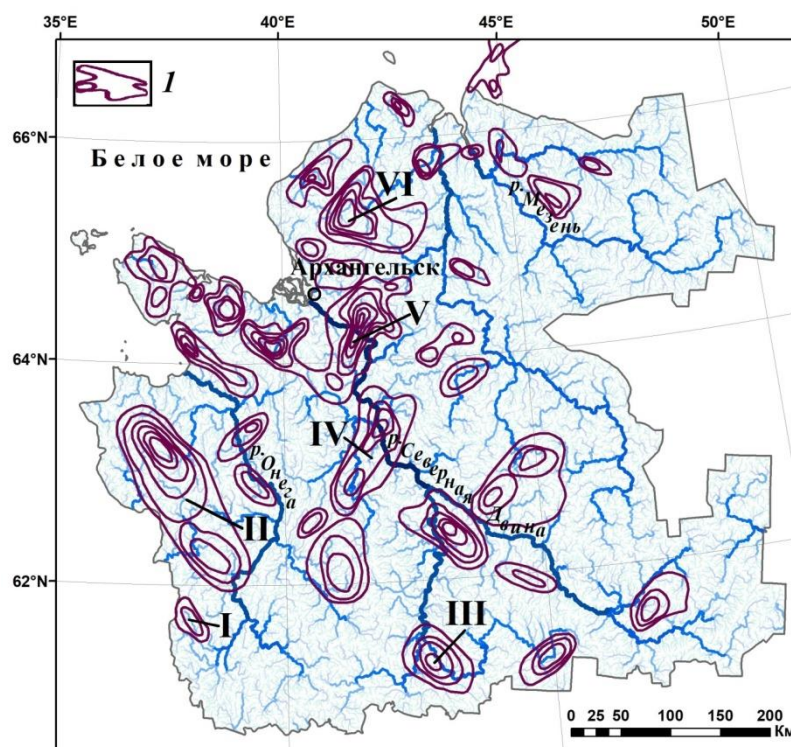 35°E 40°E 45°E 50°E
1
66°N
Белое море
VI
р. Мезень
Архангельск
V
64°N
IV
р. Северная Двина
р. Онега
II
62°N
I
III
0 25 50 100 150 200
Км